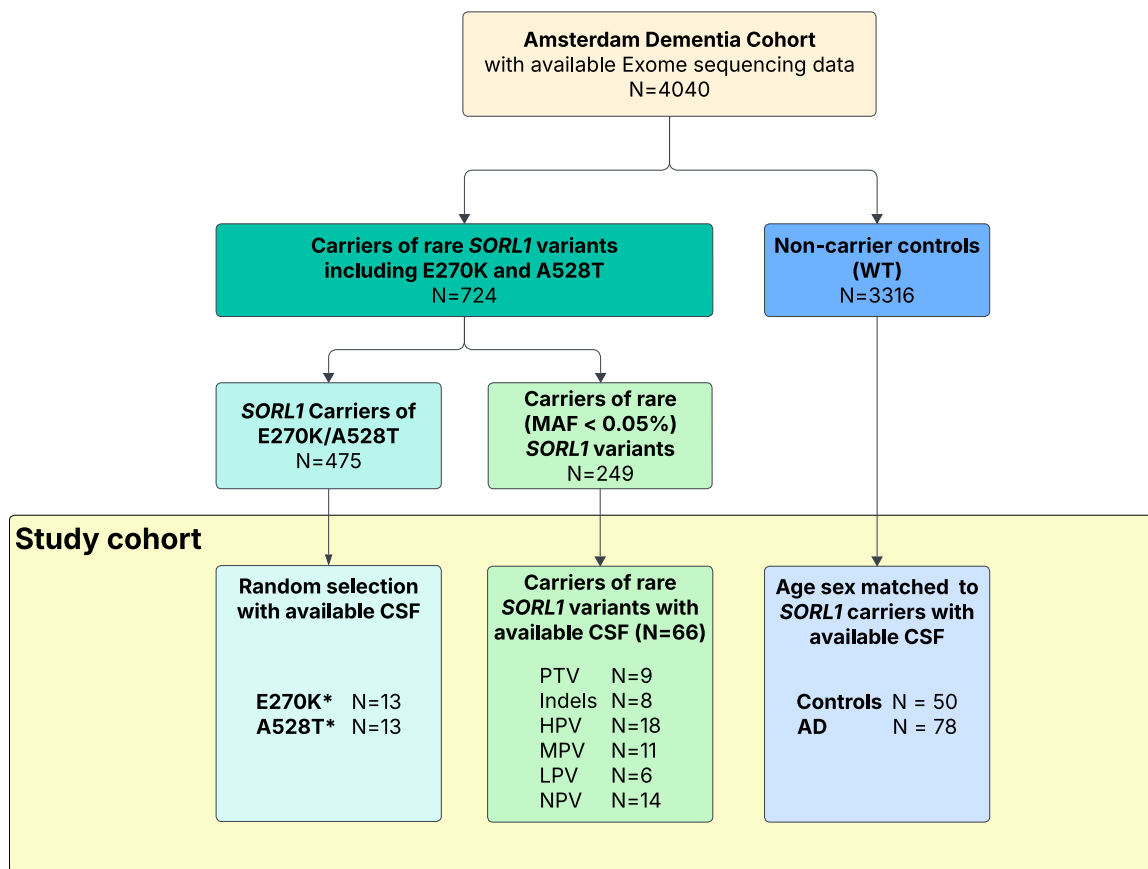 Amsterdam Dementia Cohort
with available Exome sequencing data
N=4040
Carriers of rare SORL1 variants
including E270K and A528T
N=724
Non-carrier controls
(WT)
N=3316
SORL1 Carriers of
E270K/A528T
N=475
Carriers of rare
(MAF < 0.05%)
SORL1 variants
N=249
Study cohort
Random selection
with available CSF
E270K* N=13
A528T* N=13
Carriers of rare
SORL1 variants with
available CSF (N=66)
PTV N=9
Indels N=8
HPV N=18
MPV N=11
LPV N=6
NPV N=14
Age sex matched to
SORL1 carriers with
available CSF
Controls N = 50
AD N = 78